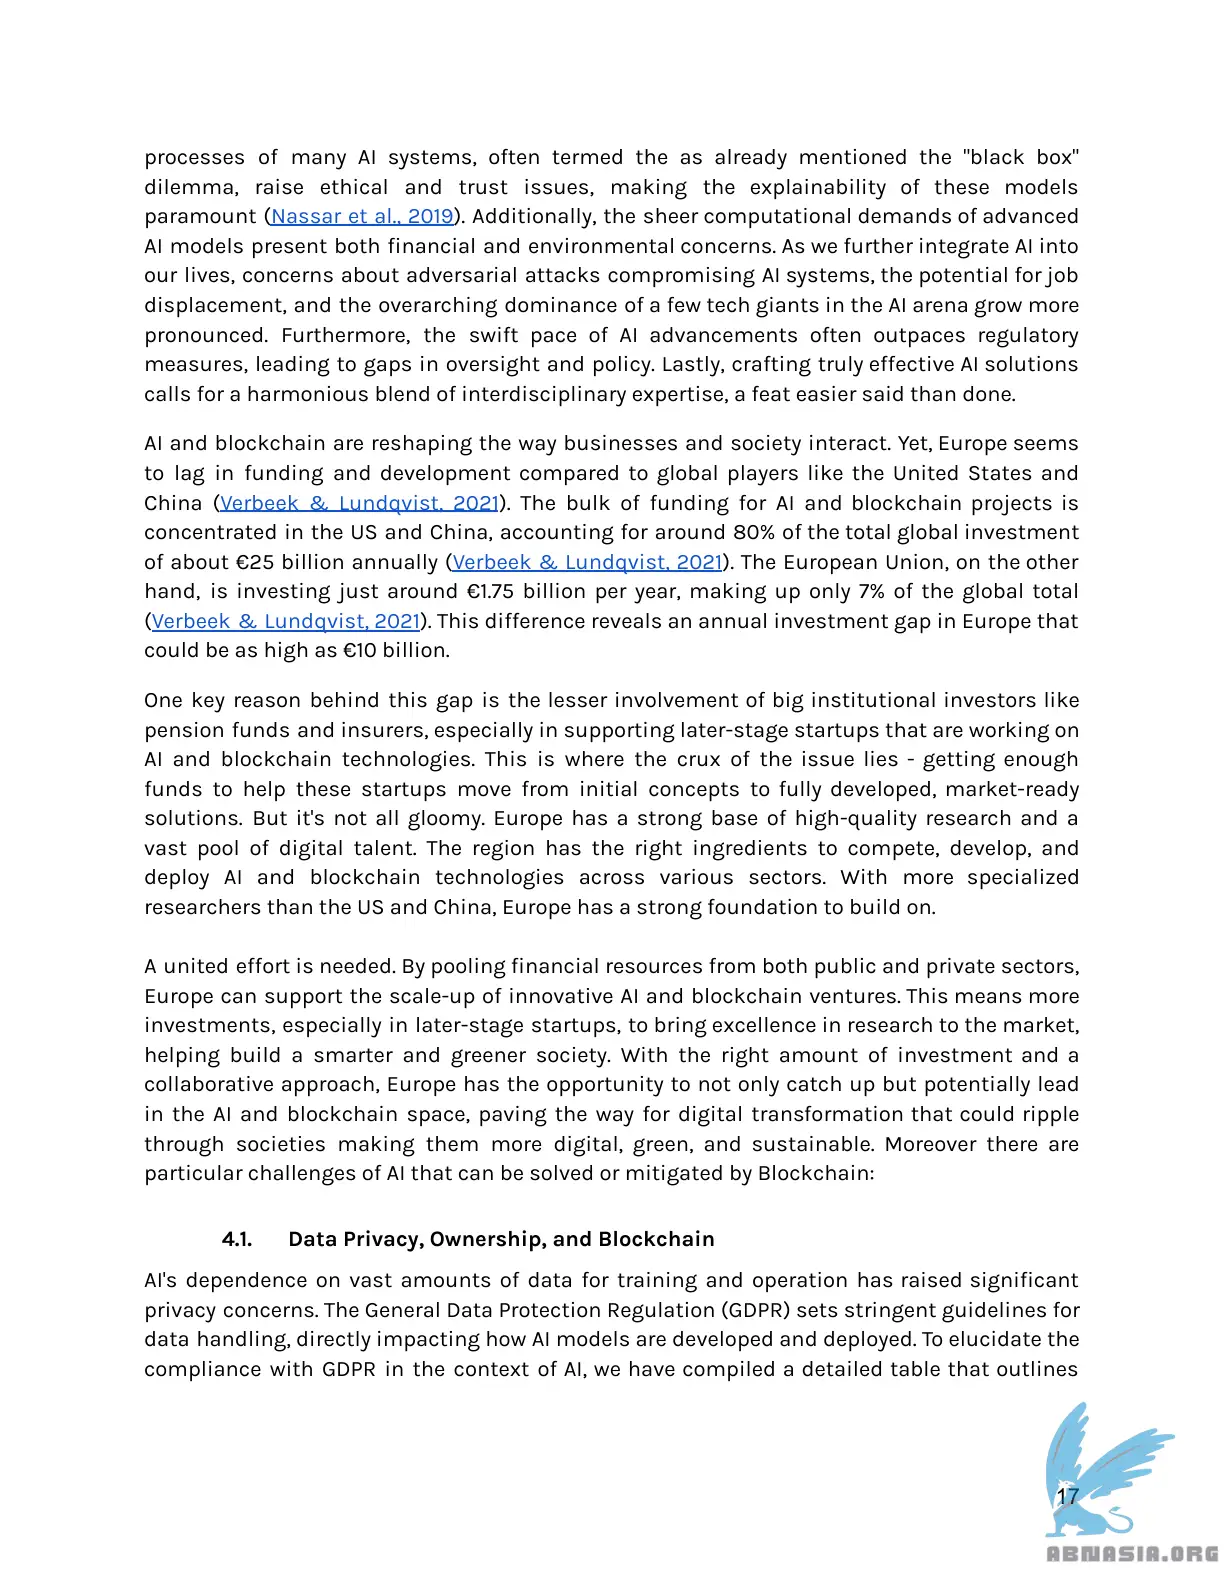 processes of many AI systems, often termed the as already mentioned the "black box"
dilemma, raise ethical and trust issues, making the explainability of these models
paramount (Nassar et al., 2019). Additionally, the sheer computational demands of advanced
AI models present both financial and environmental concerns. As we further integrate AI into
our lives, concerns about adversarial attacks compromising AI systems, the potential for job
displacement, and the overarching dominance of a few tech giants in the AI arena grow more
pronounced. Furthermore, the swift pace of AI advancements often outpaces regulatory
measures, leading to gaps in oversight and policy. Lastly, crafting truly effective AI solutions
calls for a harmonious blend of interdisciplinary expertise, a feat easier said than done.
AI and blockchain are reshaping the way businesses and society interact. Yet, Europe seems
to lag in funding and development compared to global players like the United States and
China (Verbeek & Lundqvist, 2021). The bulk of funding for AI and blockchain projects is
concentrated in the US and China, accounting for around 80% of the total global investment
of about €25 billion annually (Verbeek & Lundqvist, 2021). The European Union, on the other
hand, is investing just around €1.75 billion per year, making up only 7% of the global total
(Verbeek & Lundqvist, 2021). This difference reveals an annual investment gap in Europe that
could be as high as €10 billion.
One key reason behind this gap is the lesser involvement of big institutional investors like
pension funds and insurers, especially in supporting later-stage startups that are working on
AI and blockchain technologies. This is where the crux of the issue lies - getting enough
funds to help these startups move from initial concepts to fully developed, market-ready
solutions. But it's not all gloomy. Europe has a strong base of high-quality research and a
vast pool of digital talent. The region has the right ingredients to compete, develop, and
deploy AI and blockchain technologies across various sectors. With more specialized
researchers than the US and China, Europe has a strong foundation to build on.
A united effort is needed. By pooling financial resources from both public and private sectors,
Europe can support the scale-up of innovative AI and blockchain ventures. This means more
investments, especially in later-stage startups, to bring excellence in research to the market,
helping build a smarter and greener society. With the right amount of investment and a
collaborative approach, Europe has the opportunity to not only catch up but potentially lead
in the AI and blockchain space, paving the way for digital transformation that could ripple
through societies making them more digital, green, and sustainable. Moreover there are
particular challenges of AI that can be solved or mitigated by Blockchain:
4.1. Data Privacy, Ownership, and Blockchain
AI's dependence on vast amounts of data for training and operation has raised significant
privacy concerns. The General Data Protection Regulation (GDPR) sets stringent guidelines for
data handling, directly impacting how AI models are developed and deployed. To elucidate the
compliance with GDPR in the context of AI, we have compiled a detailed table that outlines
17
ABNASIA.ORG